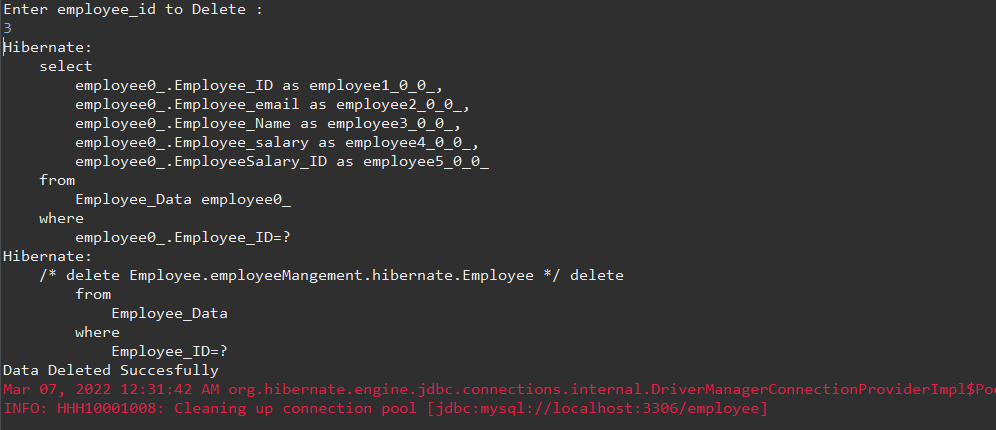 Enter employee_id to Delete :
3
Hibernate:
    select
        employee0_.Employee_ID as employee1_0_0_,
        employee0_.Employee_email as employee2_0_0_,
        employee0_.Employee_Name as employee3_0_0_,
        employee0_.Employee_salary as employee4_0_0_,
        employee0_.EmployeeSalary_ID as employee5_0_0_
    from
        Employee_Data employee0_
    where
        employee0_.Employee_ID=?
Hibernate:
    /* delete Employee.employeeMangement.hibernate.Employee */ delete
        from
            Employee_Data
        where
            Employee_ID=?
Data Deleted Succesfully
Mar 07, 2022 12:31:42 AM org.hibernate.engine.jdbc.connections.internal.DriverManagerConnectionProviderImpl$Poo
INFO: HHH10001008: Cleaning up connection pool [jdbc:mysql://localhost:3306/employee]